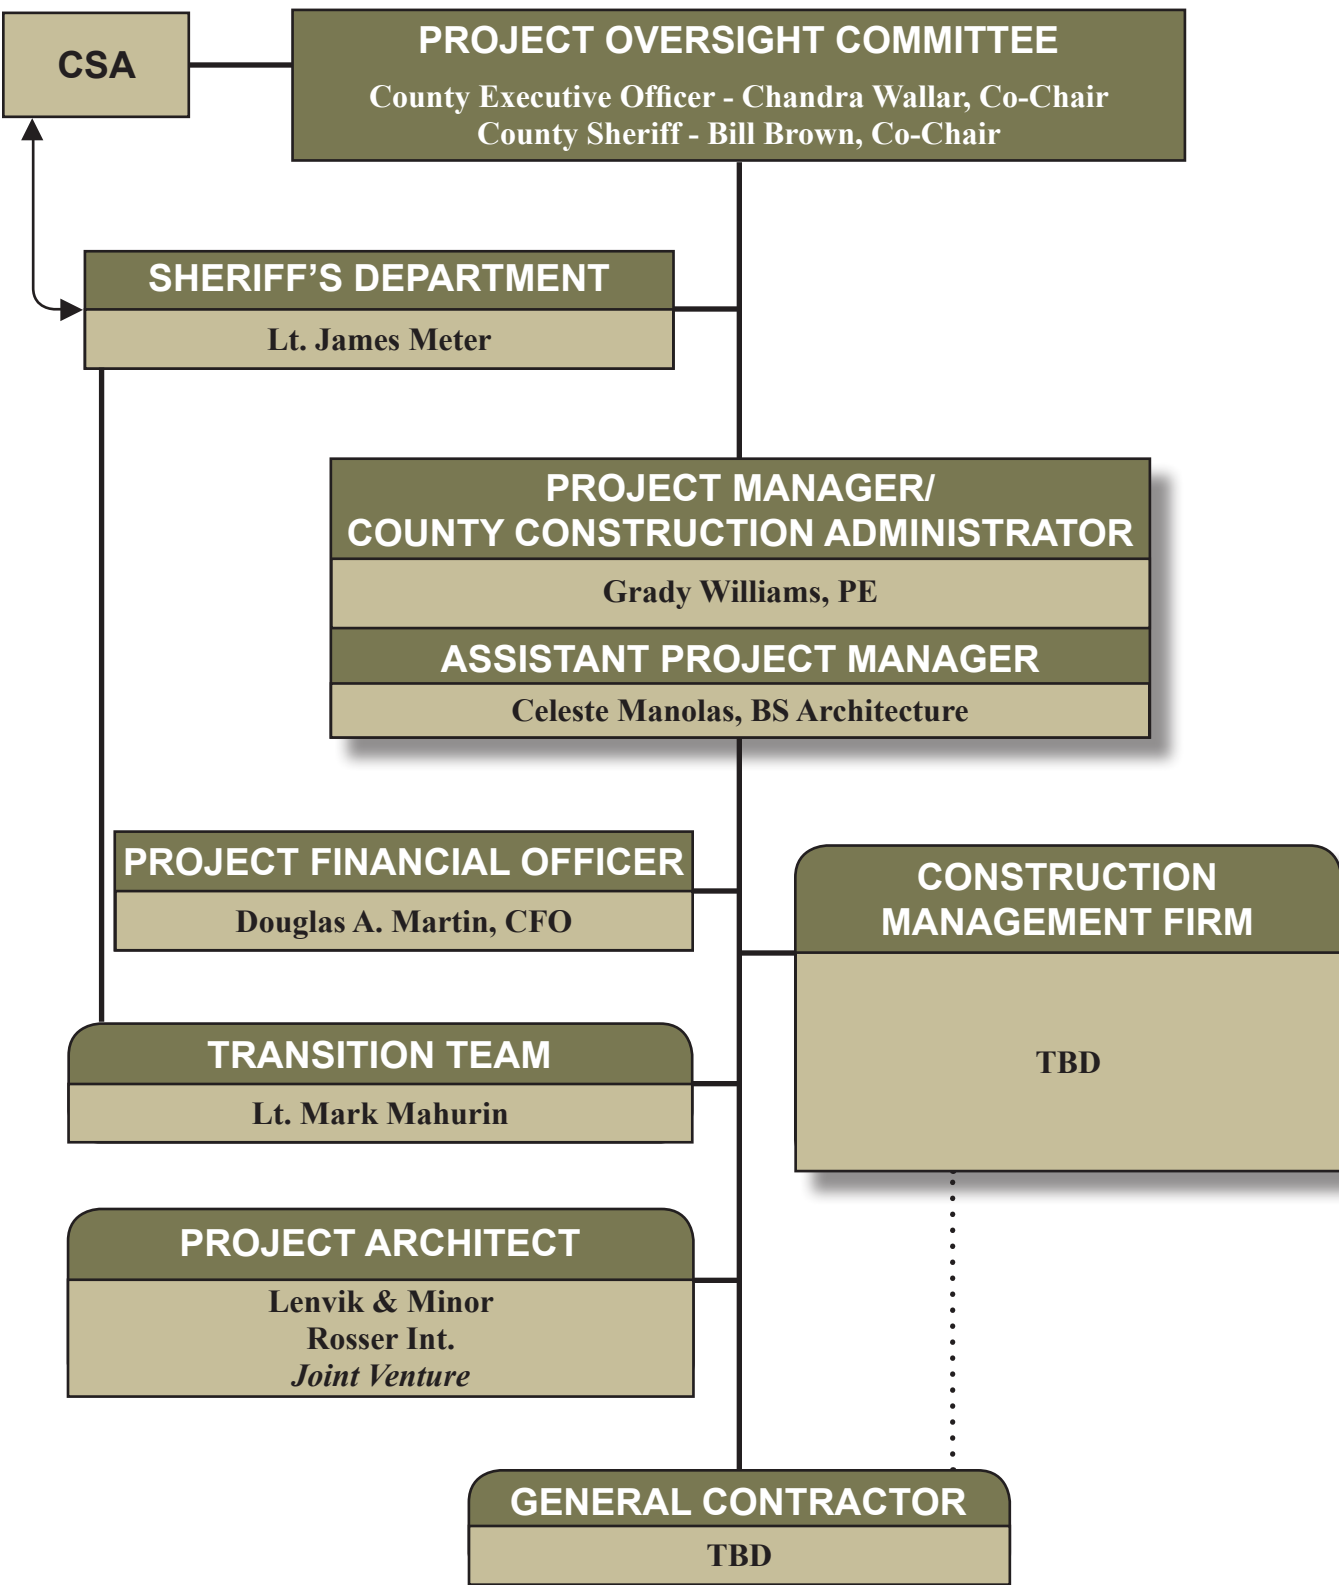 CSA
PROJECT OVERSIGHT COMMITTEE
County Executive Officer - Chandra Wallar, Co-Chair
County Sheriff - Bill Brown, Co-Chair
SHERIFF'S DEPARTMENT
Lt. James Meter
PROJECT MANAGER/
COUNTY CONSTRUCTION ADMINISTRATOR
Grady Williams, PE
ASSISTANT PROJECT MANAGER
Celeste Manolas, BS Architecture
PROJECT FINANCIAL OFFICER
Douglas A. Martin, CFO
CONSTRUCTION
MANAGEMENT FIRM
TBD
TRANSITION TEAM
Lt. Mark Mahurin
PROJECT ARCHITECT
Lenvik & Minor
Rosser Int.
Joint Venture
GENERAL CONTRACTOR
TBD